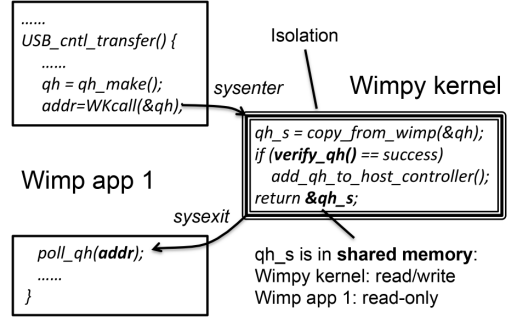 ......
USB_cntl_transfer() {
......
qh = qh_make();
addr=WKcall(&qh);
sysenter
Isolation
Wimpy kernel
qh_s = copy_from_wimp(&qh);
if (verify_qh() == success)
add_qh_to_host_controller();
return &qh_s;
Wimp app 1
sysexit
poll_qh(addr);
......
}
qh_s is in shared memory:
Wimpy kernel: read/write
Wimp app 1: read-only